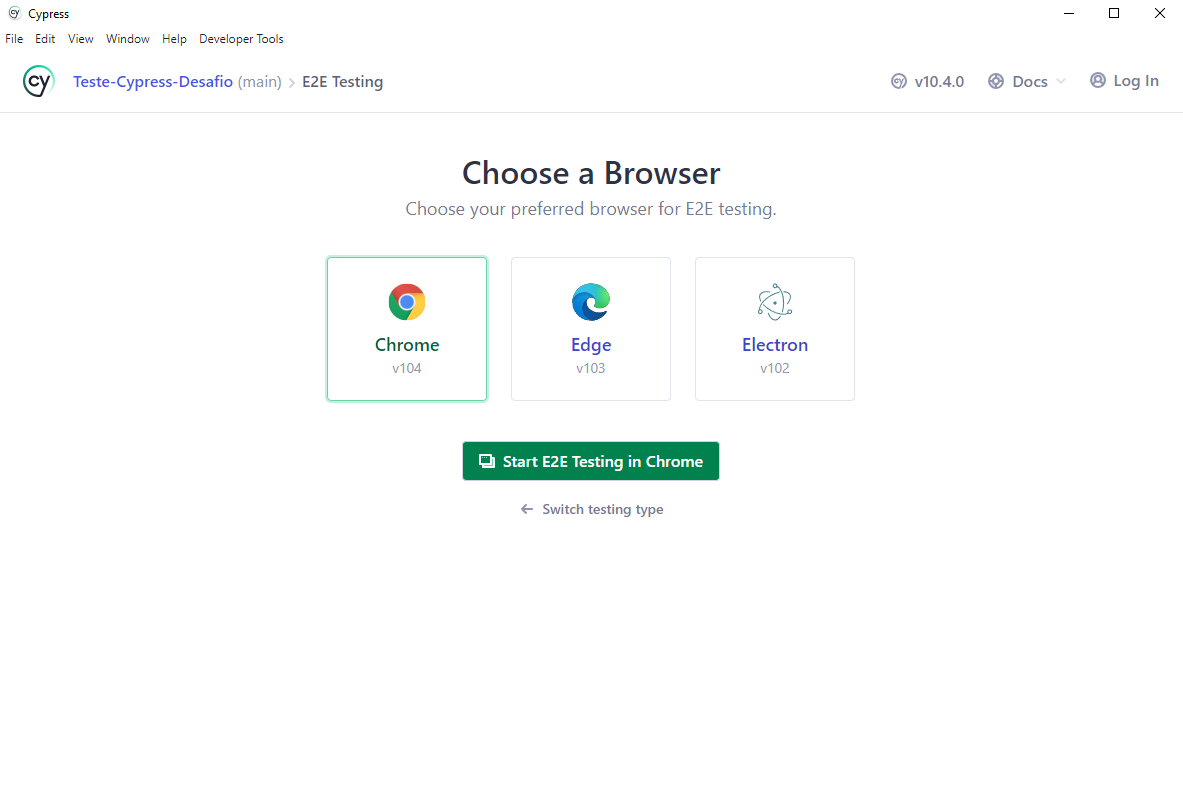 Cypress
File Edit View Window Help Developer Tools
cy Teste-Cypress-Desafio (main) > E2E Testing v10.4.0 Docs Log In
Choose a Browser
Choose your preferred browser for E2E testing.
Chrome Edge Electron
v104 v103 v102
Start E2E Testing in Chrome
← Switch testing type